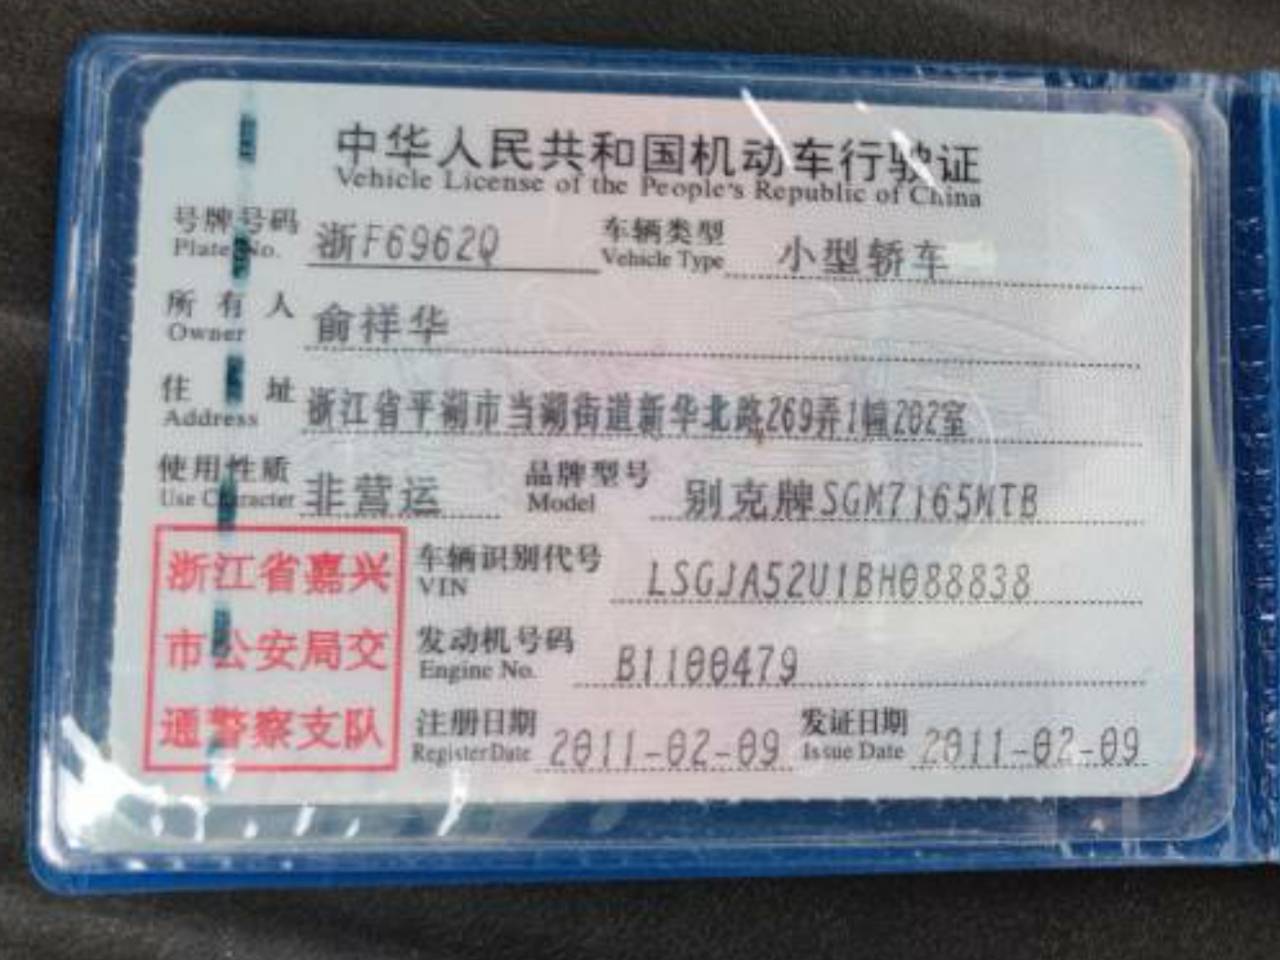 中华人民共和国机动车行驶证
Vehicle License of the People's Republic of China
号牌号码 浙F6962Q 车辆类型 小型轿车
Plate No. Vehicle Type
所有人 俞祥华
Owner
住址 浙江省平湖市当湖街道新华北路269弄1幢202室
Address
使用性质 非营运 品牌型号 别克牌SGM7165MTB
Use Character Model
浙江省嘉兴
市公安局交
通警察支队
车辆识别代号 LSGJA52U1BH088838
VIN
发动机号码 B1100479
Engine No.
注册日期 2011-02-09 发证日期 2011-02-09
Register Date Issue Date